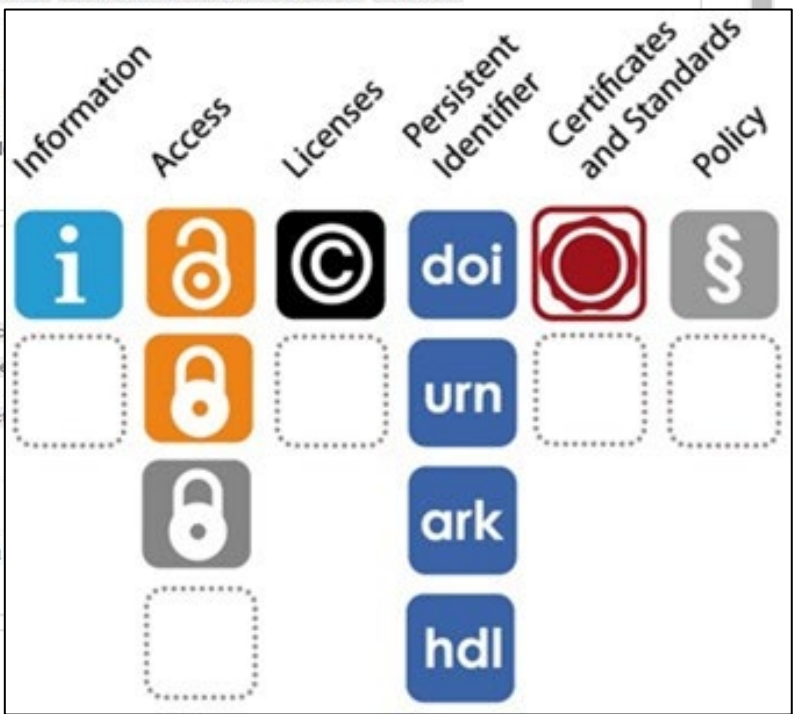 Information
Access
Licenses
Persistent
Identifier
Certificates
and Standards
Policy
i
©
doi
§
urn
ark
hdl